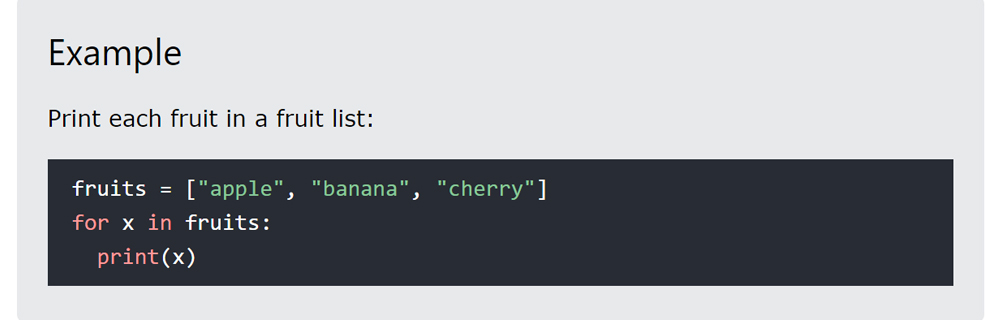 Example
Print each fruit in a fruit list:
fruits = ["apple", "banana", "cherry"]
for x in fruits:
  print(x)